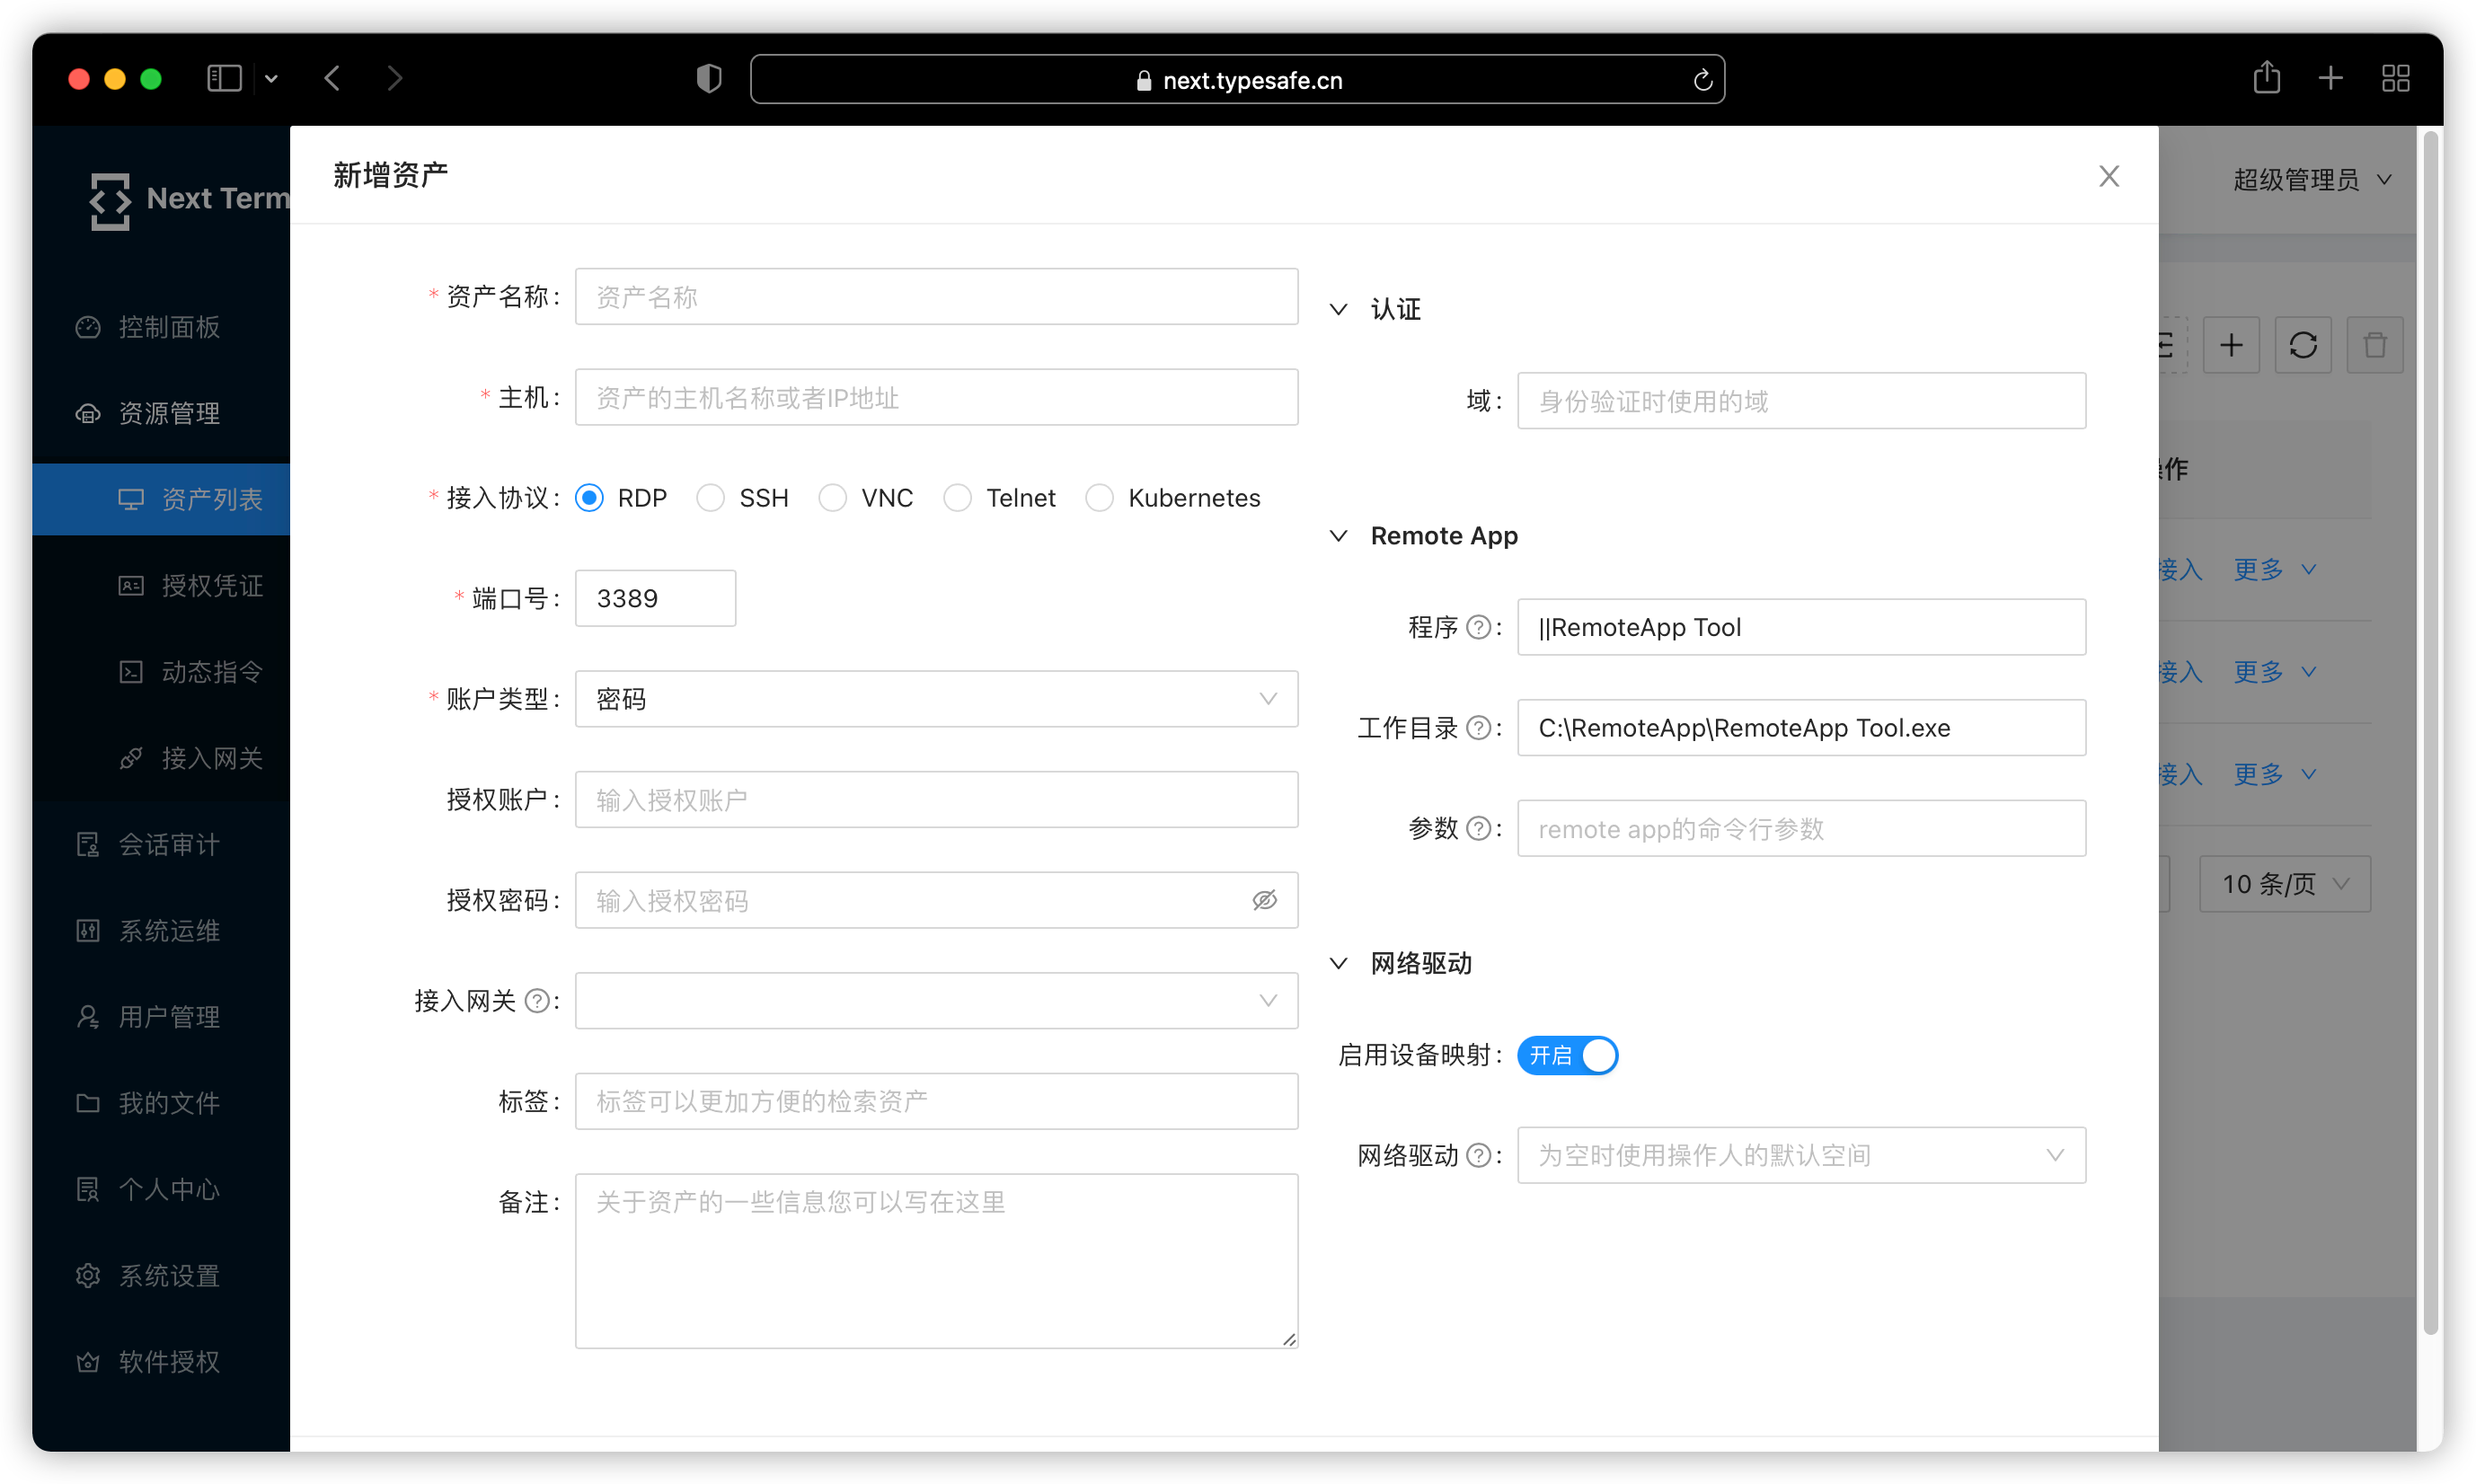 next.typesafe.cn
Next Term
控制面板
资源管理
资产列表
授权凭证
动态指令
接入网关
会话审计
系统运维
用户管理
我的文件
个人中心
系统设置
软件授权
新增资产
* 资产名称: 资产名称
* 主机: 资产的主机名称或者IP地址
* 接入协议: RDP SSH VNC Telnet Kubernetes
* 端口号: 3389
* 账户类型: 密码
授权账户: 输入授权账户
授权密码: 输入授权密码
接入网关 ?:
标签: 标签可以更加方便的检索资产
备注: 关于资产的一些信息您可以写在这里
认证
域: 身份验证时使用的域
Remote App
程序 ?: ||RemoteApp Tool
工作目录 ?: C:\RemoteApp\RemoteApp Tool.exe
参数 ?: remote app的命令行参数
网络驱动
启用设备映射: 开启
网络驱动 ?: 为空时使用操作人的默认空间
超级管理员
作
接入 更多
接入 更多
接入 更多
10 条/页